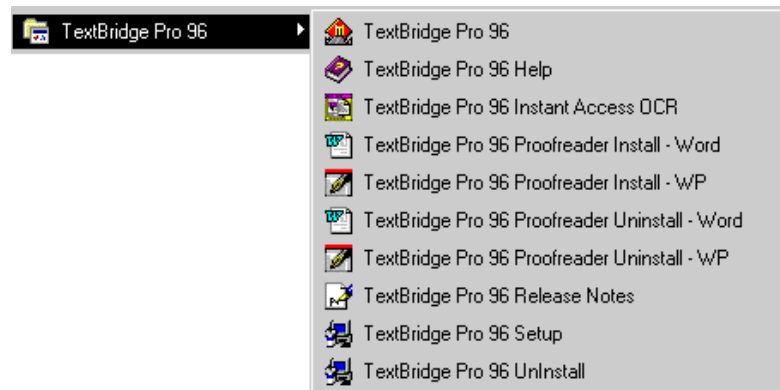 TextBridge Pro 96
TextBridge Pro 96
TextBridge Pro 96 Help
TextBridge Pro 96 Instant Access OCR
TextBridge Pro 96 Proofreader Install - Word
TextBridge Pro 96 Proofreader Install - WP
TextBridge Pro 96 Proofreader Uninstall - Word
TextBridge Pro 96 Proofreader Uninstall - WP
TextBridge Pro 96 Release Notes
TextBridge Pro 96 Setup
TextBridge Pro 96 UnInstall